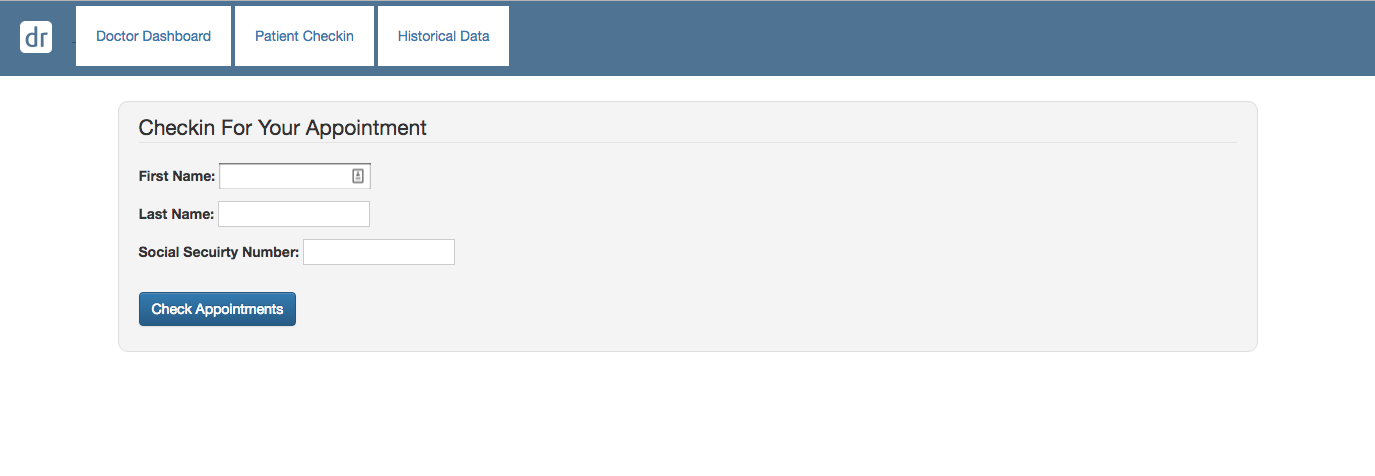 dr Doctor Dashboard Patient Checkin Historical Data
Checkin For Your Appointment
First Name:
Last Name:
Social Secuirty Number:
Check Appointments